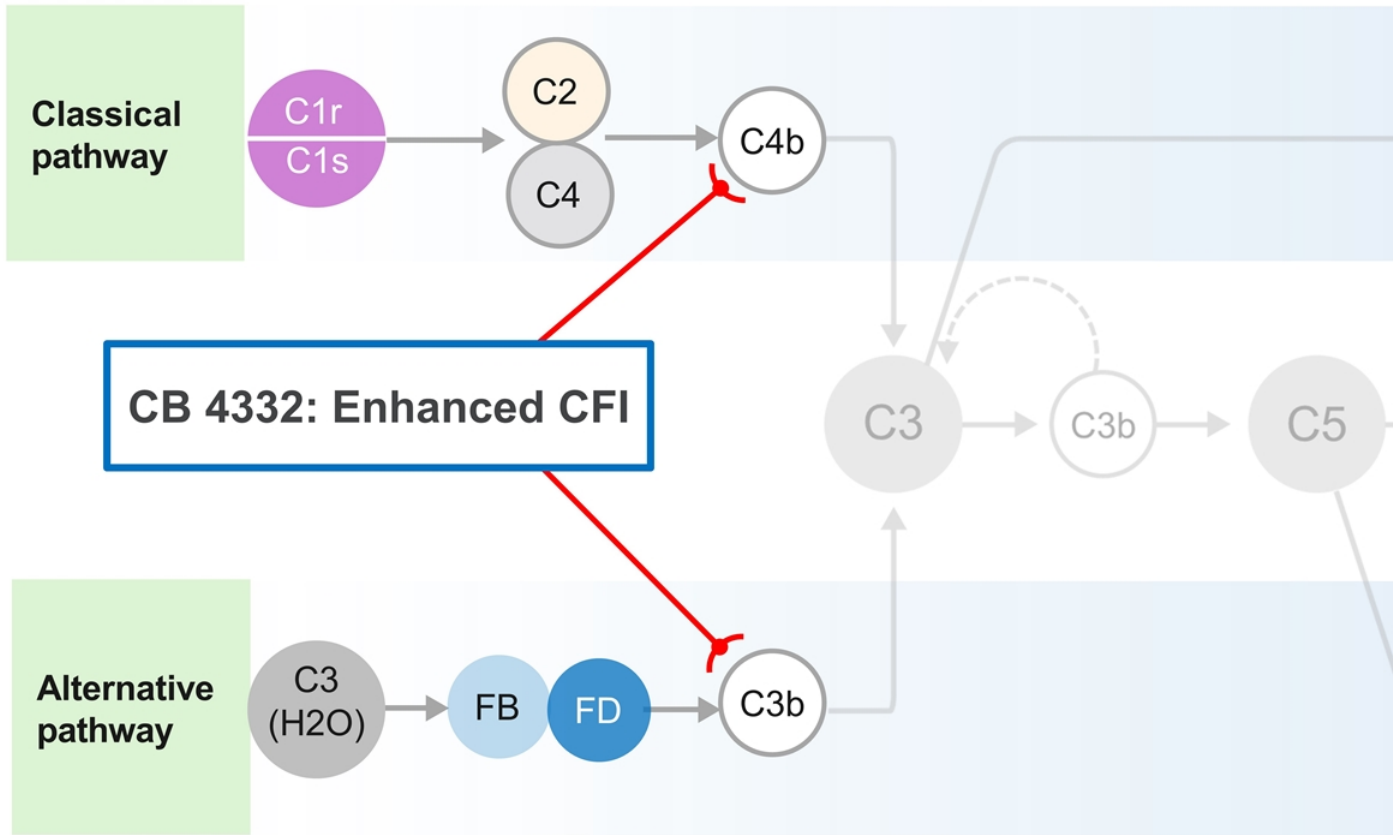 Classical
pathway
C1r
C1s
C2
C4
C4b
CB 4332: Enhanced CFI
C3
C3b
C5
Alternative
pathway
C3
(H2O)
FB
FD
C3b